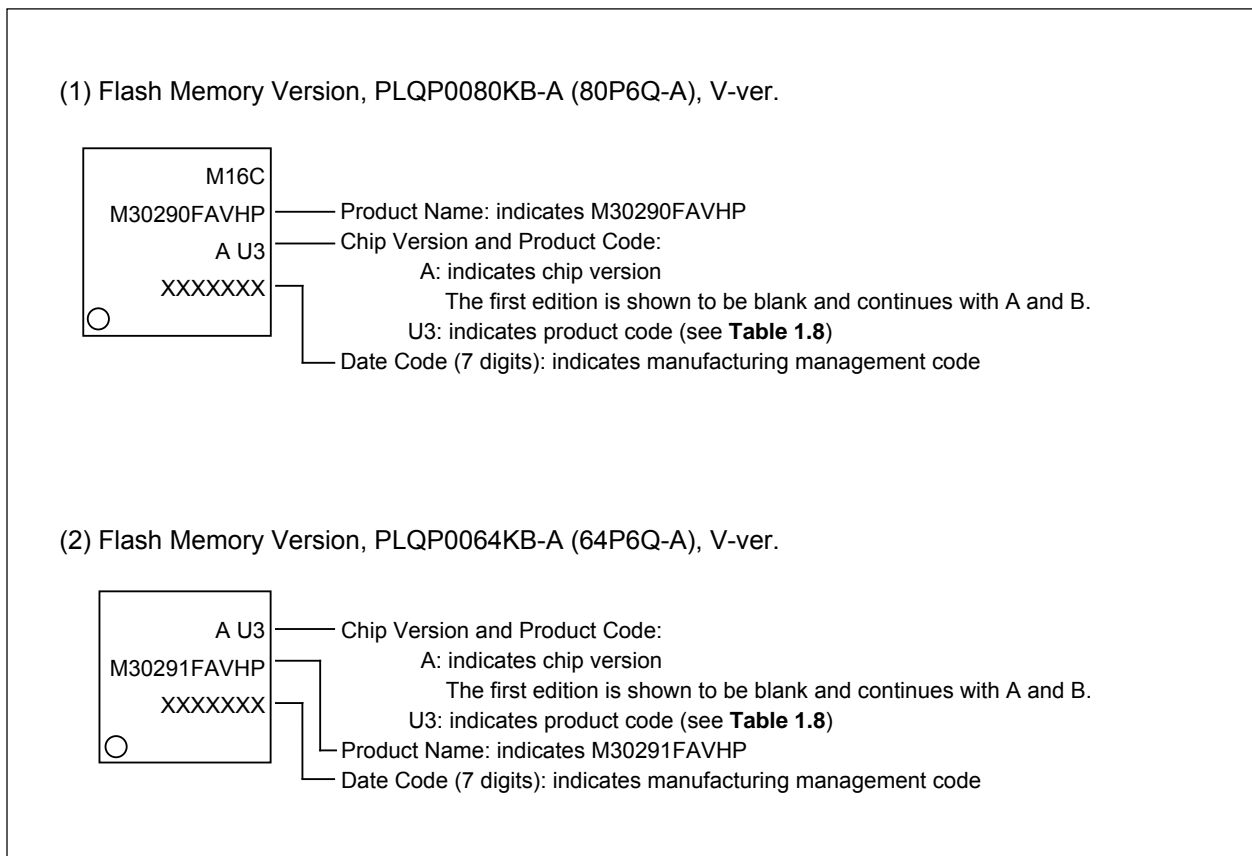 (1) Flash Memory Version, PLQP0080KB-A (80P6Q-A), V-ver.
M16C
M30290FAVHP
A U3
XXXXXXX
Product Name: indicates M30290FAVHP
Chip Version and Product Code:
A: indicates chip version
The first edition is shown to be blank and continues with A and B.
U3: indicates product code (see Table 1.8)
Date Code (7 digits): indicates manufacturing management code
(2) Flash Memory Version, PLQP0064KB-A (64P6Q-A), V-ver.
A U3
M30291FAVHP
XXXXXXX
Chip Version and Product Code:
A: indicates chip version
The first edition is shown to be blank and continues with A and B.
U3: indicates product code (see Table 1.8)
Product Name: indicates M30291FAVHP
Date Code (7 digits): indicates manufacturing management code